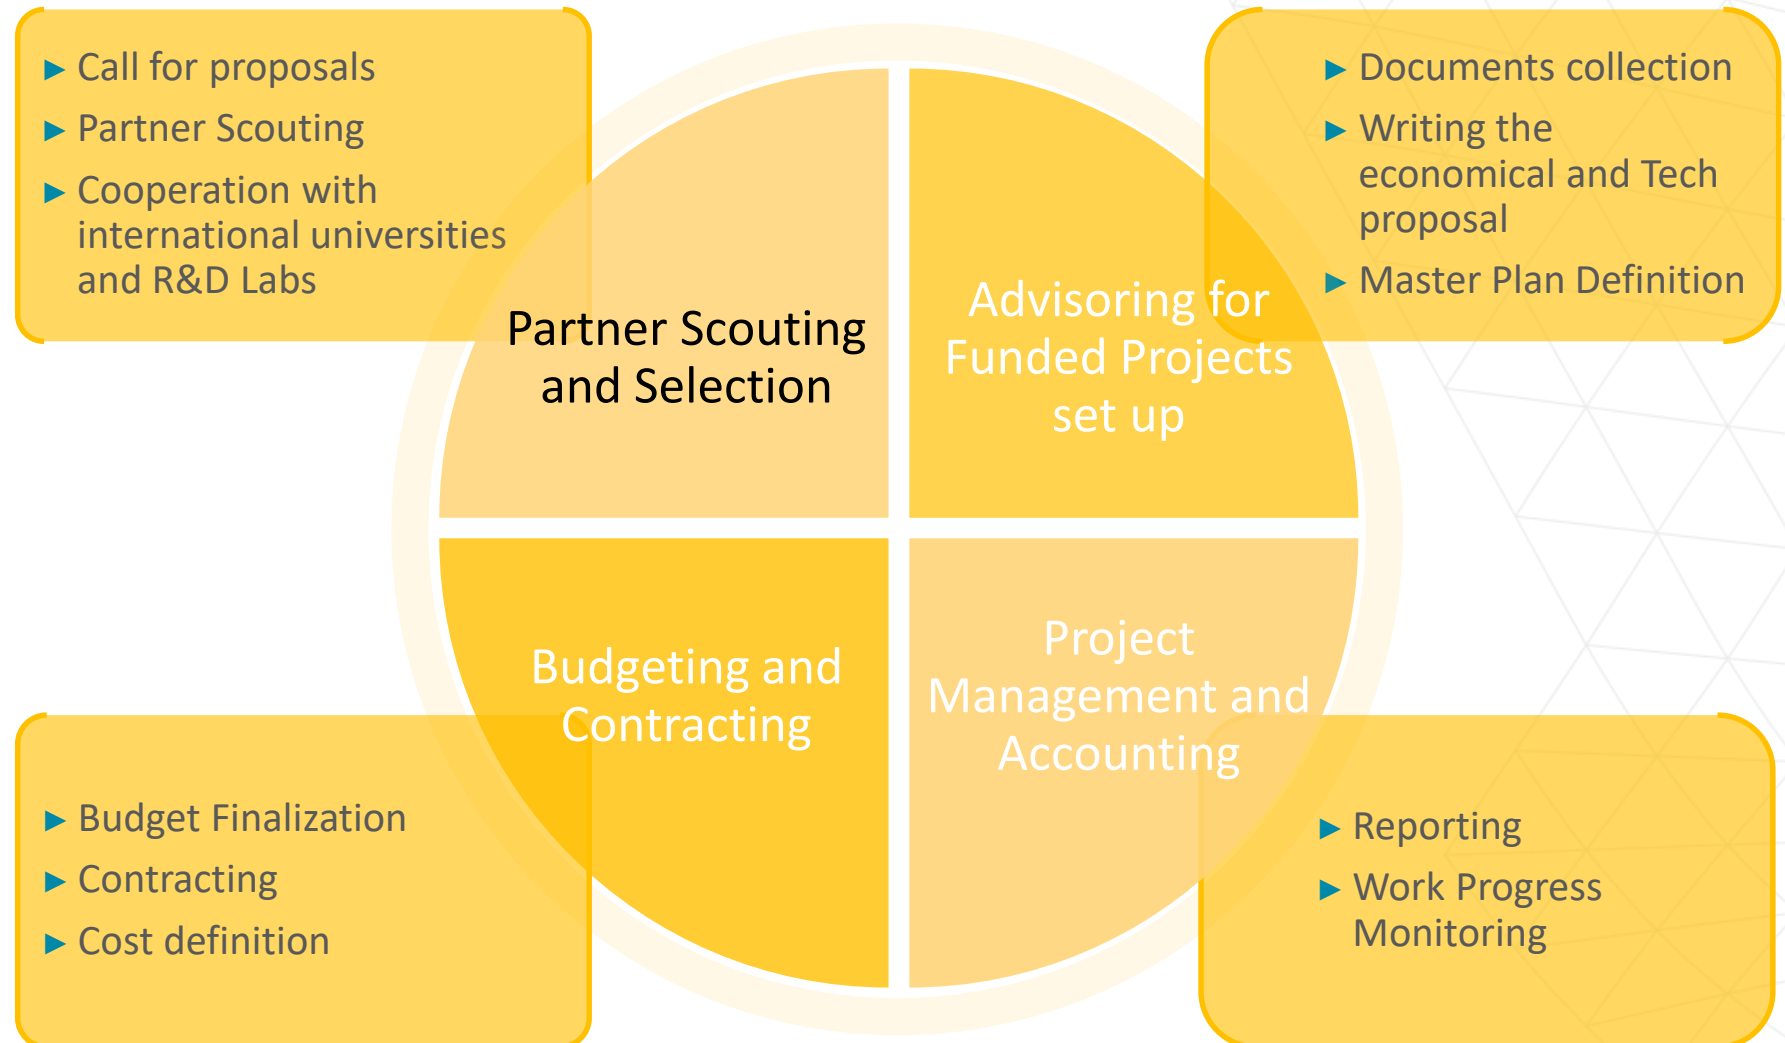 Call for proposals
Partner Scouting
Cooperation with
international universities
and R&D Labs
Documents collection
Writing the
economical and Tech
proposal
Master Plan Definition
Partner Scouting
and Selection
Advisoring for
Funded Projects
set up
Budgeting and
Contracting
Project
Management and
Accounting
Budget Finalization
Contracting
Cost definition
Reporting
Work Progress
Monitoring